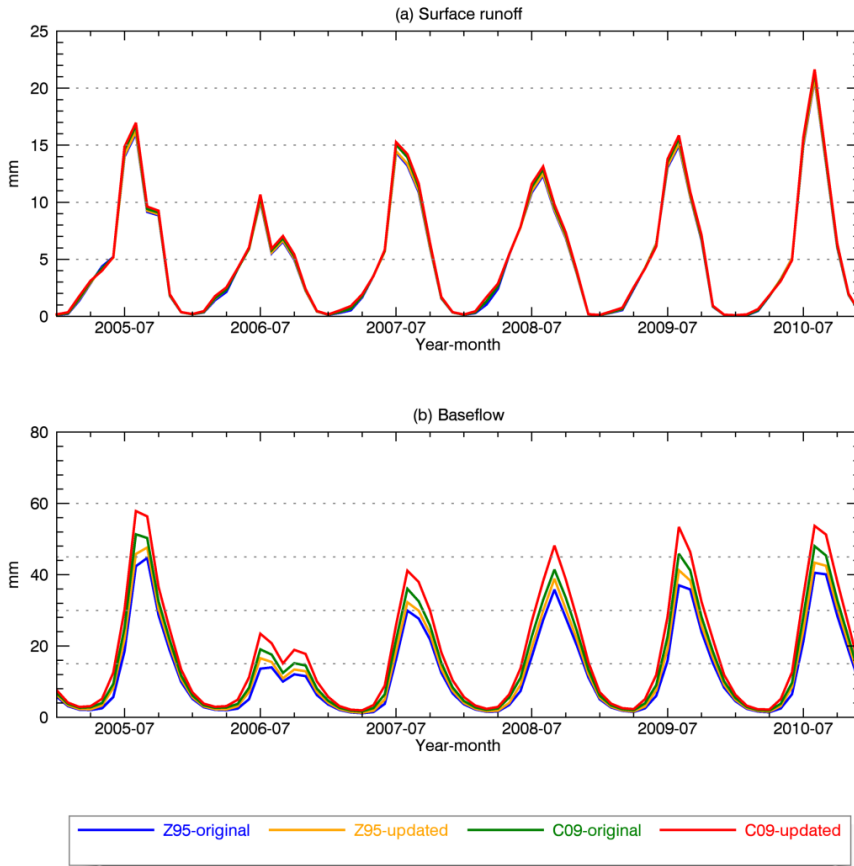 (a) Surface runoff
25
20
15
10
5
0
mm
2005-07 2006-07 2007-07 2008-07 2009-07 2010-07
Year-month
(b) Baseflow
80
60
40
20
0
mm
2005-07 2006-07 2007-07 2008-07 2009-07 2010-07
Year-month
Z95-original Z95-updated C09-original C09-updated